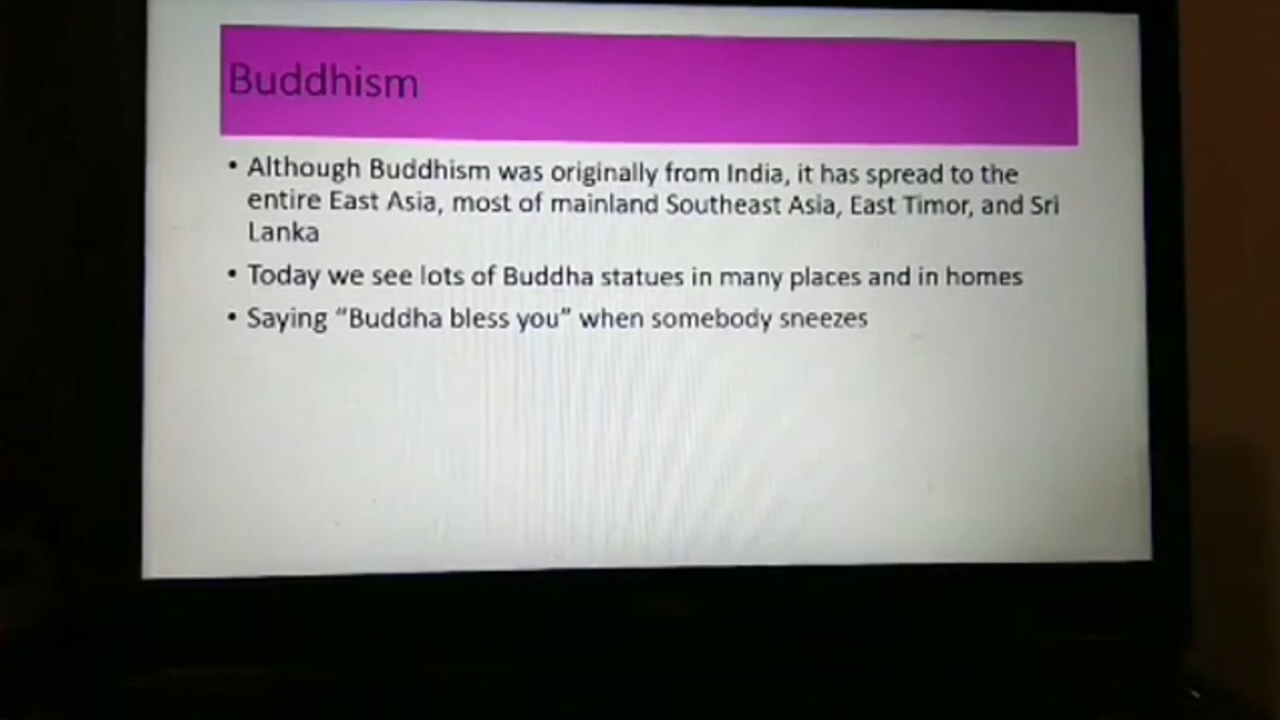 Buddhism
• Although Buddhism was originally from India, it has spread to the
entire East Asia, most of mainland Southeast Asia, East Timor, and Sri
Lanka
• Today we see lots of Buddha statues in many places and in homes
• Saying “Buddha bless you” when somebody sneezes